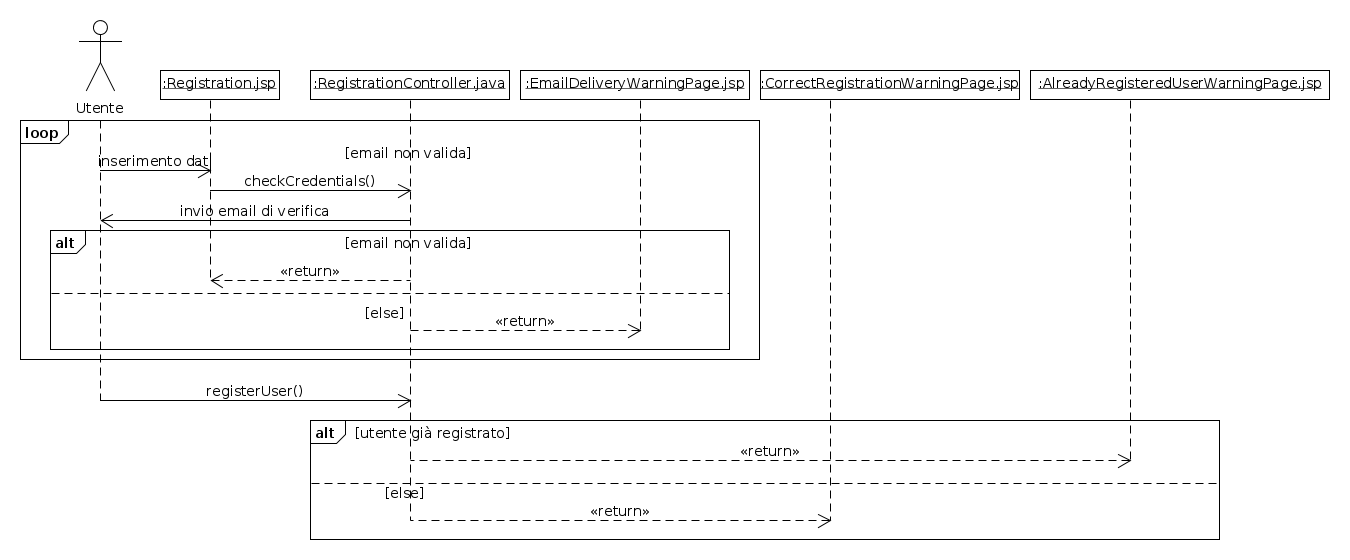 :Registration.jsp
:RegistrationController.java
:EmailDeliveryWarningPage.jsp
:CorrectRegistrationWarningPage.jsp
:AlreadyRegisteredUserWarningPage.jsp
Utente
loop
[email non valida]
inserimento dati
checkCredentials()
invio email di verifica
alt
[email non valida]
«return»
[else]
«return»
registerUser()
alt
[utente già registrato]
«return»
[else]
«return»